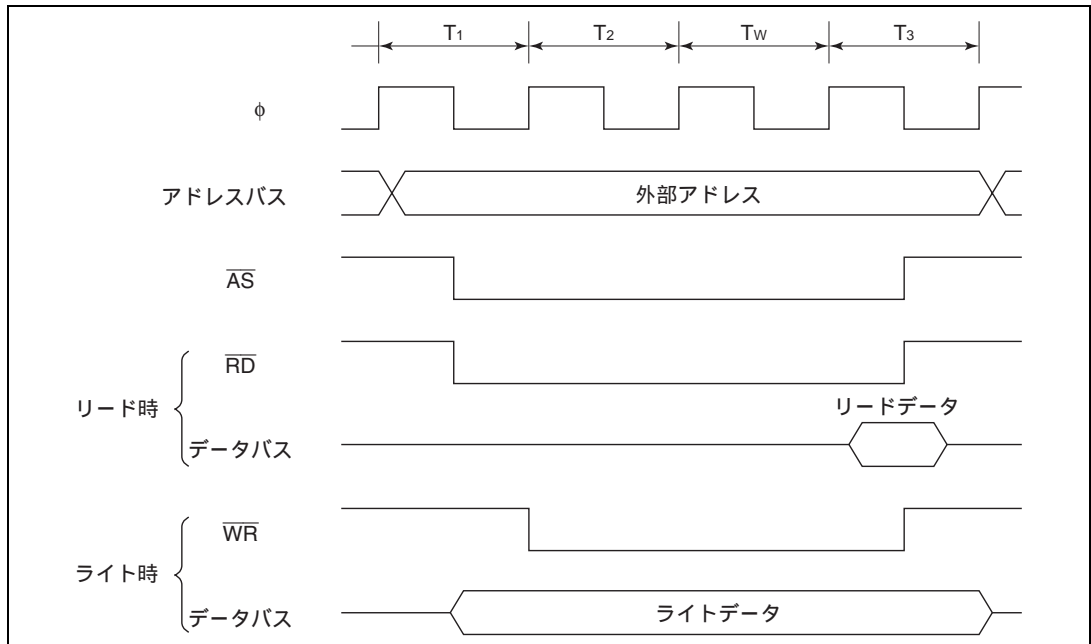 T1 T2 TW T3
φ
アドレスバス 外部アドレス
AS
RD
リード時
リードデータ
データバス
WR
ライト時
データバス ライトデータ